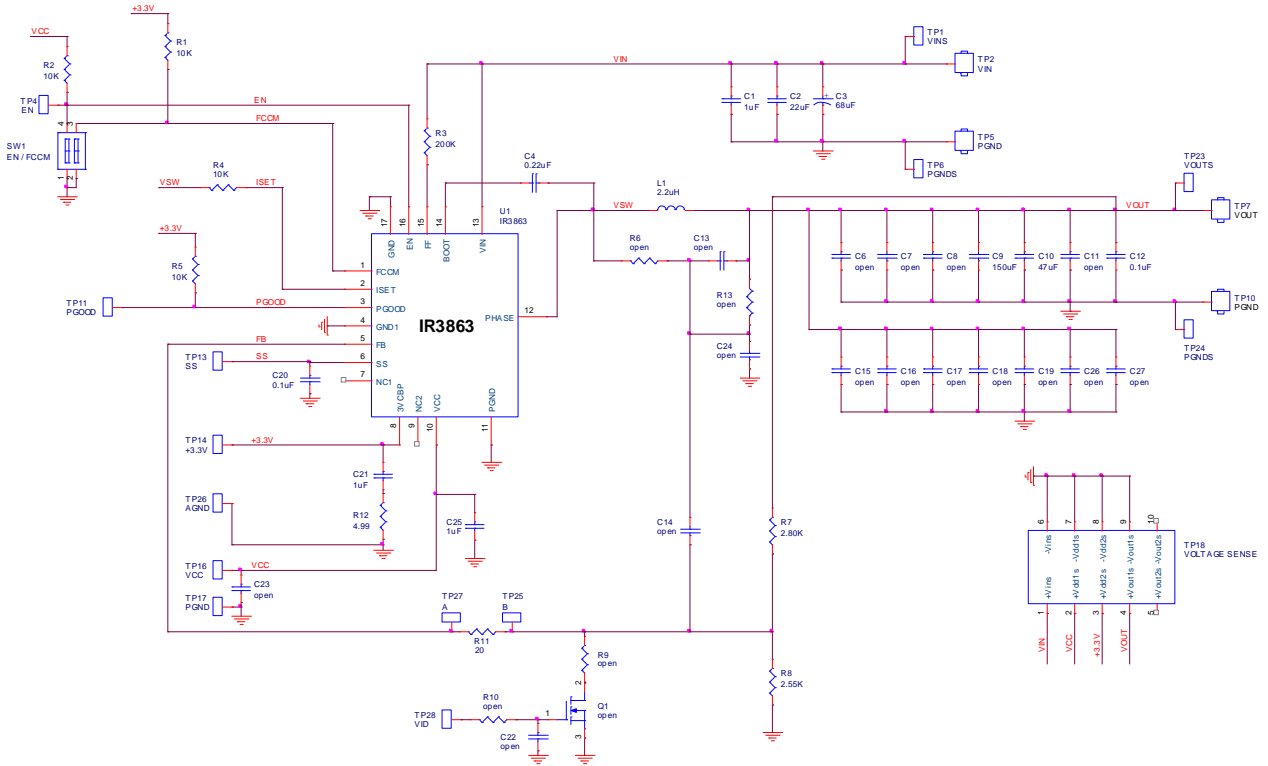 +3.3V
VCC
R1
10K
R2
10K
TP4
EN
EN
FCCM
4
3
SW1
EN / FCCM
1
2
R4
10K
VSW
ISET
+3.3V
R5
10K
TP11
PGOOD
PGOOD
FB
TP13
SS
SS
C20
0.1uF
TP14
+3.3V
+3.3V
C21
1uF
TP26
AGND
R12
4.99
C25
1uF
TP16
VCC
VCC
C23
open
TP17
PGND
R3
200K
C4
0.22uF
U1
IR3863
17
16
15
14
13
GND
EN
FF
BOOT
VIN
1
FCCM
2
ISET
3
PGOOD
4
GND1
5
FB
6
SS
7
NC1
IR3863
PHASE
12
3VCBP
NC2
VCC
PGND
8
9
10
11
VIN
TP1
VINS
TP2
VIN
C1
1uF
C2
22uF
+
C3
68uF
TP5
PGND
TP6
PGNDS
TP23
VOUTS
L1
2.2uH
VSW
VOUT
TP7
VOUT
R6
open
C13
open
R13
open
C24
open
C6
open
C7
open
C8
open
C9
150uF
C10
47uF
C11
open
C12
0.1uF
TP10
PGND
TP24
PGNDS
C15
open
C16
open
C17
open
C18
open
C19
open
C26
open
C27
open
C14
open
R7
2.80K
R8
2.55K
TP27
A
TP25
B
R11
20
R9
open
2
Q1
open
1
3
R10
open
TP28
VID
C22
open
6
7
8
9
10
-Vins
-Vdd1s
-Vdd2s
-Vout1s
-Vout2s
TP18
VOLTAGE SENSE
+Vins
+Vdd1s
+Vdd2s
+Vout1s
+Vout2s
1
2
3
4
5
VIN
VCC
+3.3V
VOUT